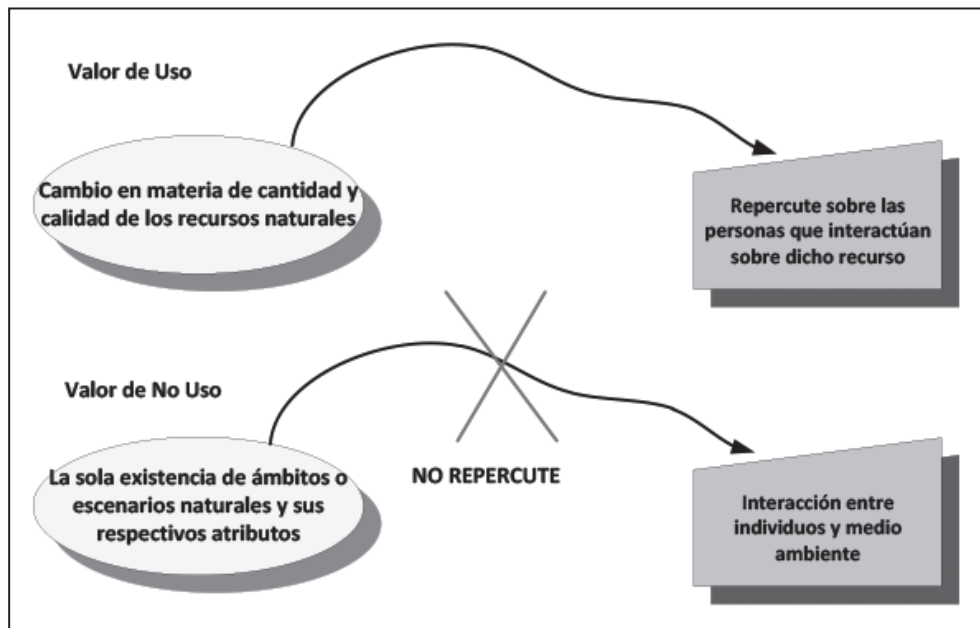 Valor de Uso
Cambio en materia de cantidad y
calidad de los recursos naturales
Repercute sobre las
personas que interactúan
sobre dicho recurso
Valor de No Uso
La sola existencia de ámbitos o
escenarios naturales y sus
respectivos atributos
NO REPERCUTE
Interacción entre
individuos y medio
ambiente